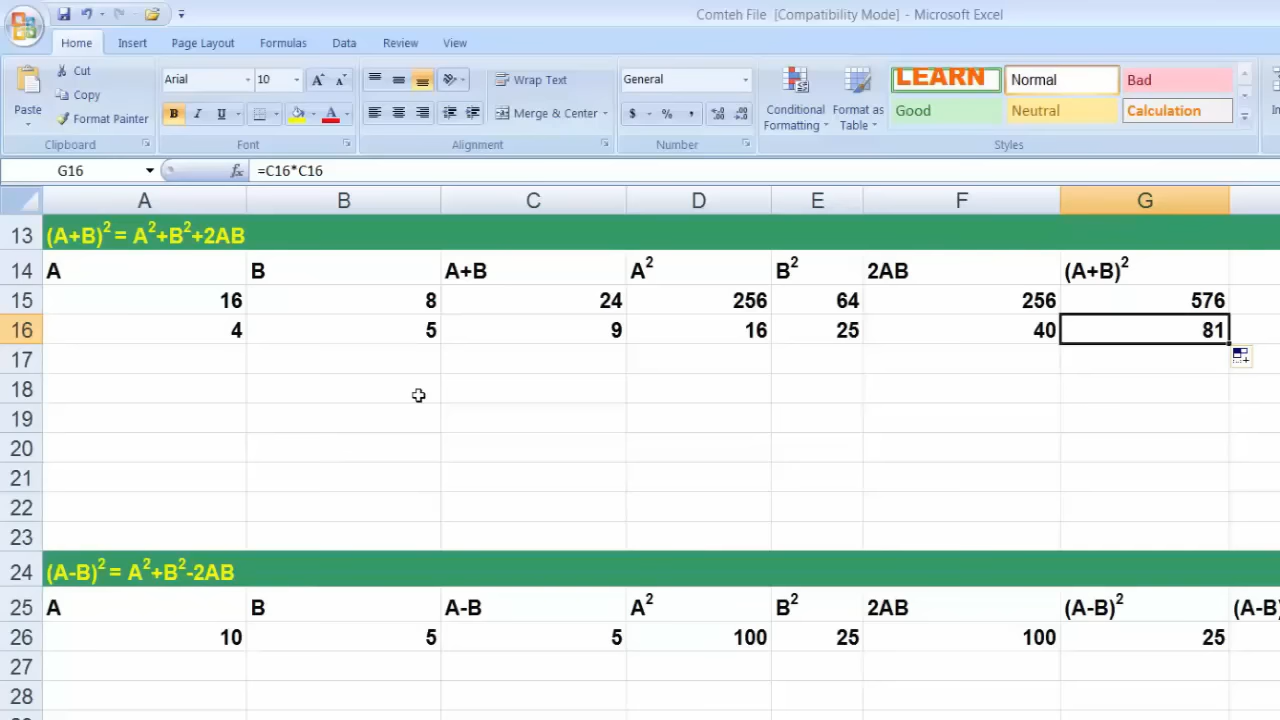 Comteh File [Compatibility Mode] - Microsoft Excel
Home Insert Page Layout Formulas Data Review View
Paste Cut Copy Format Painter Clipboard
Arial 10 A A B I U A Font
Wrap Text Merge & Center Alignment
General $ % , .0 .00 .00 .0 Number
Conditional Formatting Format as Table
LEARN Normal Bad
Good Neutral Calculation
Styles
G16 fx =C16*C16
A B C D E F G
13 (A+B)² = A²+B²+2AB
14 A B A+B A² B² 2AB (A+B)²
15 16 8 24 256 64 256 576
16 4 5 9 16 25 40 81
17
18
19
20
21
22
23
24 (A-B)² = A²+B²-2AB
25 A B A-B A² B² 2AB (A-B)² (A-B)
26 10 5 5 100 25 100 25
27
28